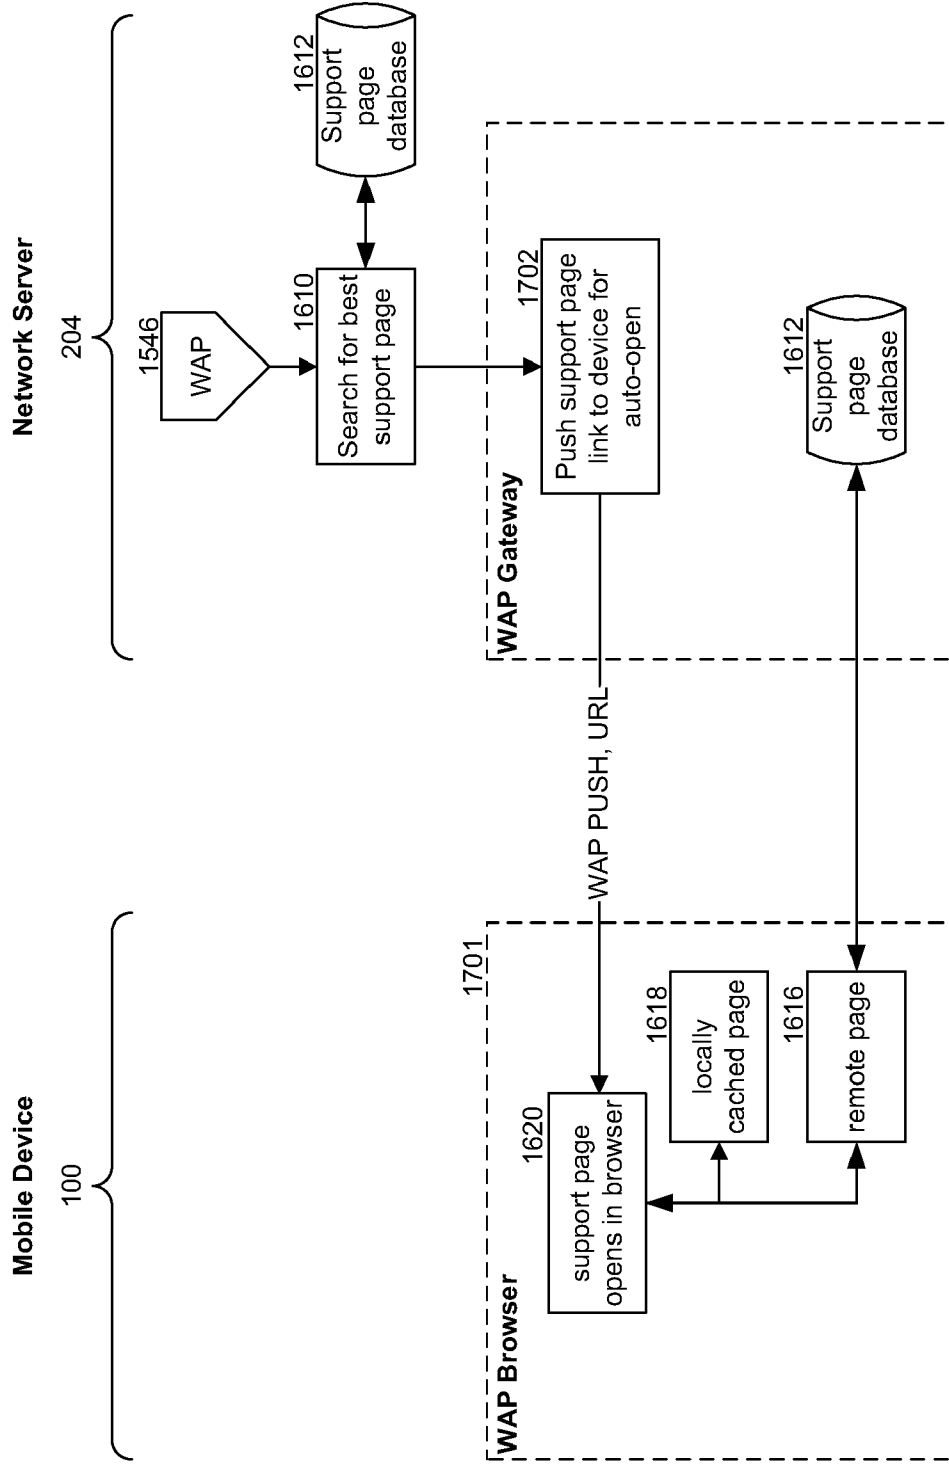 Mobile Device
100
Network Server
204
1546
WAP
1610
Search for best
support page
1612
Support
page
database
WAP Browser
1701
WAP Gateway
1702
Push support page
link to device for
auto-open
WAP PUSH, URL
1620
support page
opens in browser
1618
locally
cached page
1616
remote page
1612
Support
page
database